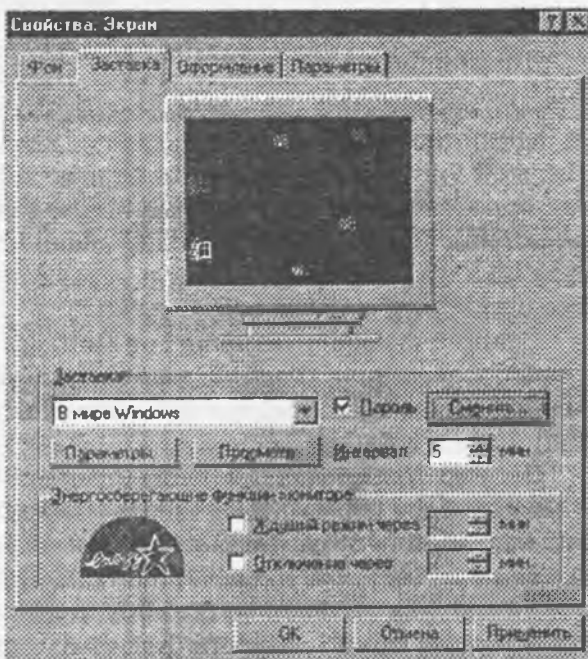 Свойства: Экран
Фон Заставка Оформление Параметры
Заставка
В мире Windows Пароль Сменить...
Параметры... Просмотр Интервал: 5 мин
Энергосберегающие функции монитора
energy
Ждущий режим через мин
Отключение через мин
OK Отмена Применить